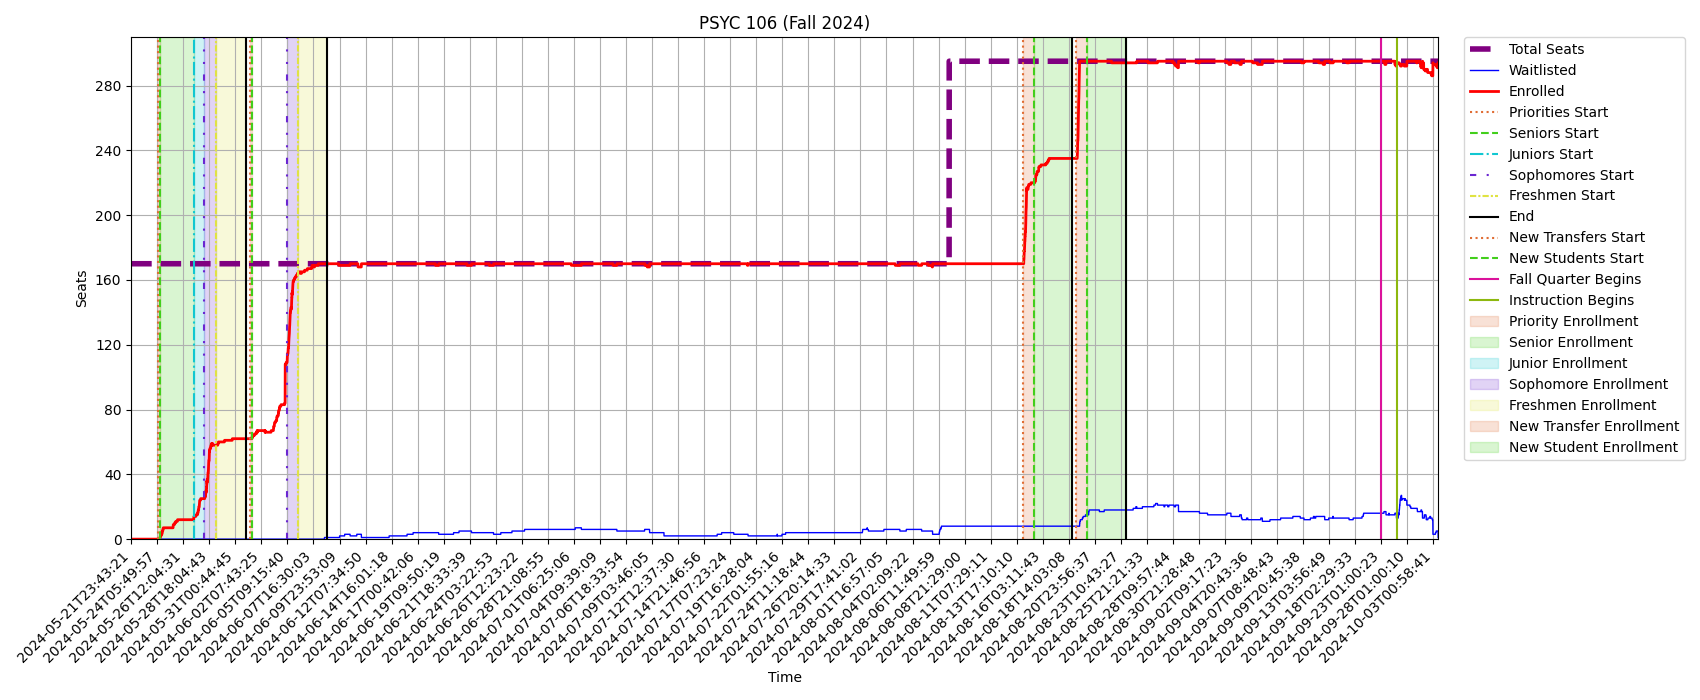 PSYC 106 (Fall 2024)
Seats
280
240
200
160
120
80
40
0
2024-05-21T23:43:21
2024-05-24T05:49:57
2024-05-26T12:04:31
2024-05-28T18:04:43
2024-05-31T00:44:45
2024-06-02T07:43:25
2024-06-05T09:15:40
2024-06-07T16:30:03
2024-06-09T23:53:09
2024-06-12T07:34:50
2024-06-14T16:01:18
2024-06-17T00:42:06
2024-06-19T09:50:19
2024-06-21T18:33:39
2024-06-24T03:22:53
2024-06-26T12:23:22
2024-06-28T21:08:55
2024-07-01T06:25:06
2024-07-04T09:39:09
2024-07-06T18:33:54
2024-07-09T03:46:05
2024-07-12T12:37:30
2024-07-14T21:46:56
2024-07-17T07:23:24
2024-07-19T16:28:04
2024-07-22T01:55:16
2024-07-24T11:18:44
2024-07-26T20:14:33
2024-07-29T17:41:02
2024-08-01T16:57:05
2024-08-04T02:09:22
2024-08-06T11:49:59
2024-08-08T21:29:00
2024-08-11T07:29:11
2024-08-13T17:10:10
2024-08-16T03:11:43
2024-08-18T14:03:08
2024-08-20T23:56:37
2024-08-23T10:43:27
2024-08-25T21:21:33
2024-08-28T09:57:44
2024-08-30T21:28:48
2024-09-02T09:17:23
2024-09-04T20:43:36
2024-09-07T08:48:43
2024-09-09T20:45:38
2024-09-13T03:56:49
2024-09-18T02:29:33
2024-09-23T01:00:23
2024-09-28T01:00:10
2024-10-03T00:58:41
Time
Total Seats
Waitlisted
Enrolled
Priorities Start
Seniors Start
Juniors Start
Sophomores Start
Freshmen Start
End
New Transfers Start
New Students Start
Fall Quarter Begins
Instruction Begins
Priority Enrollment
Senior Enrollment
Junior Enrollment
Sophomore Enrollment
Freshmen Enrollment
New Transfer Enrollment
New Student Enrollment